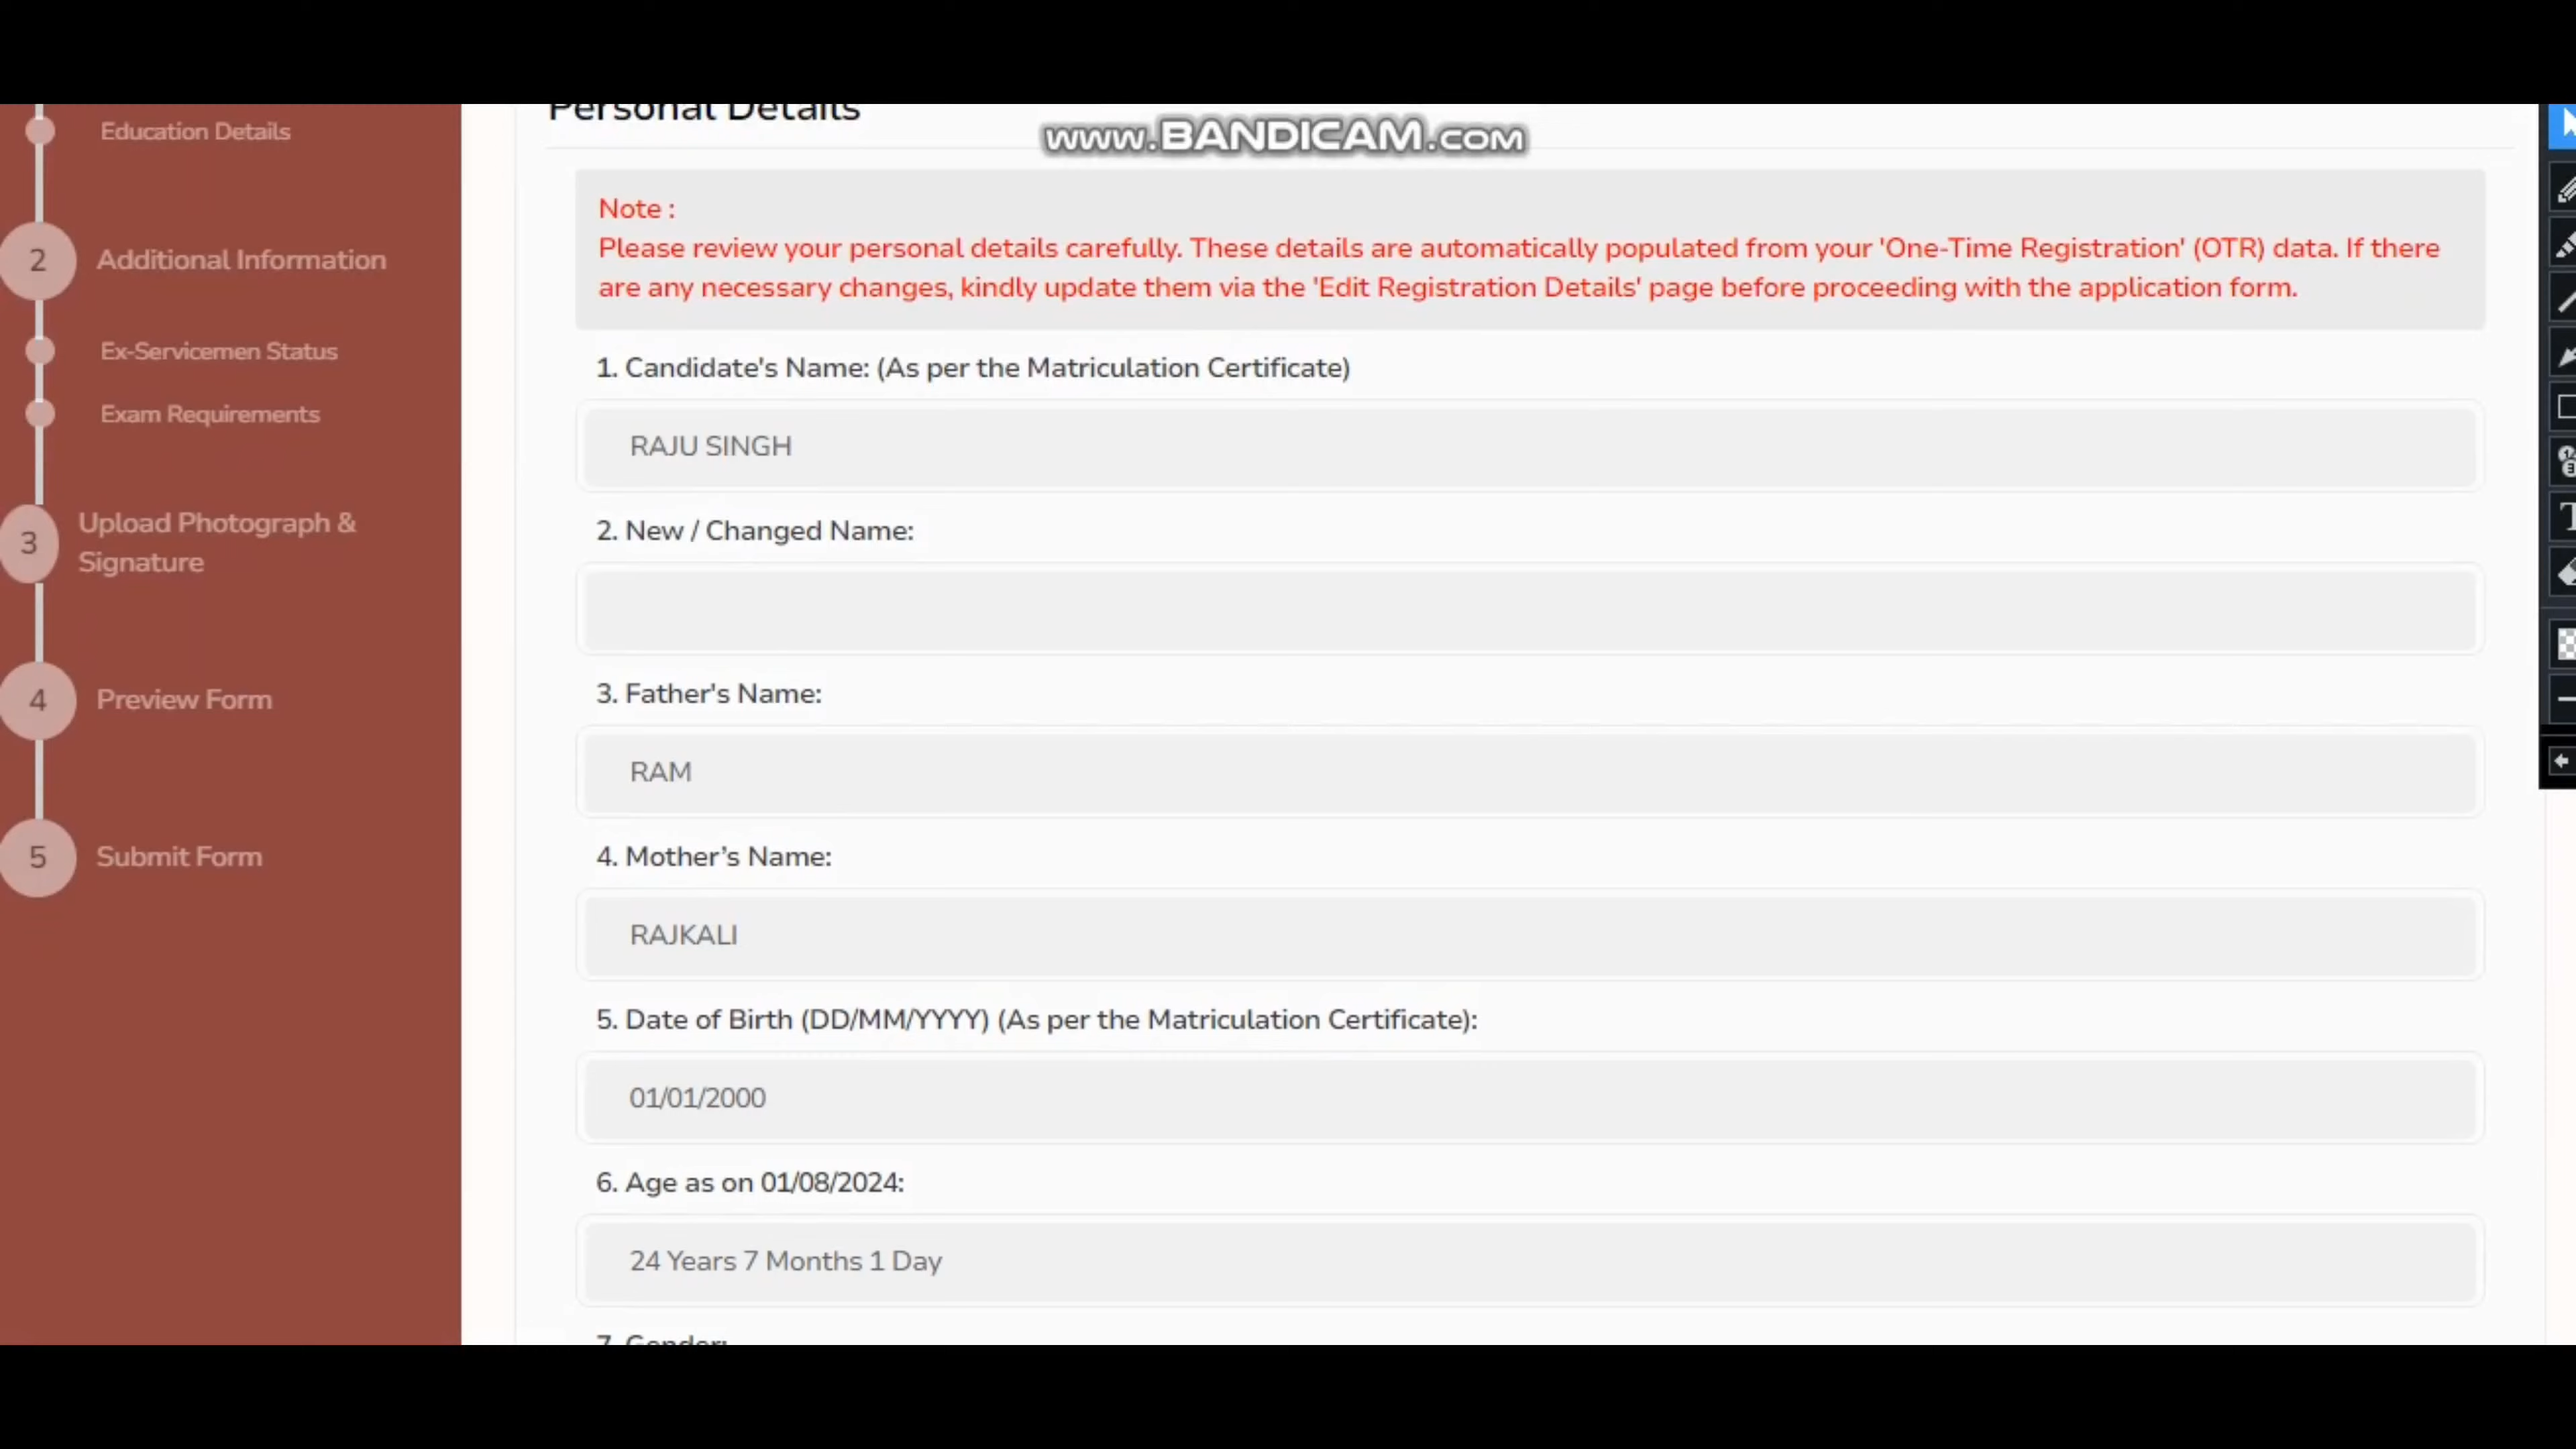 Education Details
2 Additional Information
Ex-Servicemen Status
Exam Requirements
3 Upload Photograph &
Signature
4 Preview Form
5 Submit Form
Personal Details
www.BANDICAM.com
Note :
Please review your personal details carefully. These details are automatically populated from your 'One-Time Registration' (OTR) data. If there
are any necessary changes, kindly update them via the 'Edit Registration Details' page before proceeding with the application form.
1. Candidate's Name: (As per the Matriculation Certificate)
RAJU SINGH
2. New / Changed Name:
3. Father's Name:
RAM
4. Mother’s Name:
RAJKALI
5. Date of Birth (DD/MM/YYYY) (As per the Matriculation Certificate):
01/01/2000
6. Age as on 01/08/2024:
24 Years 7 Months 1 Day
7. Gender: